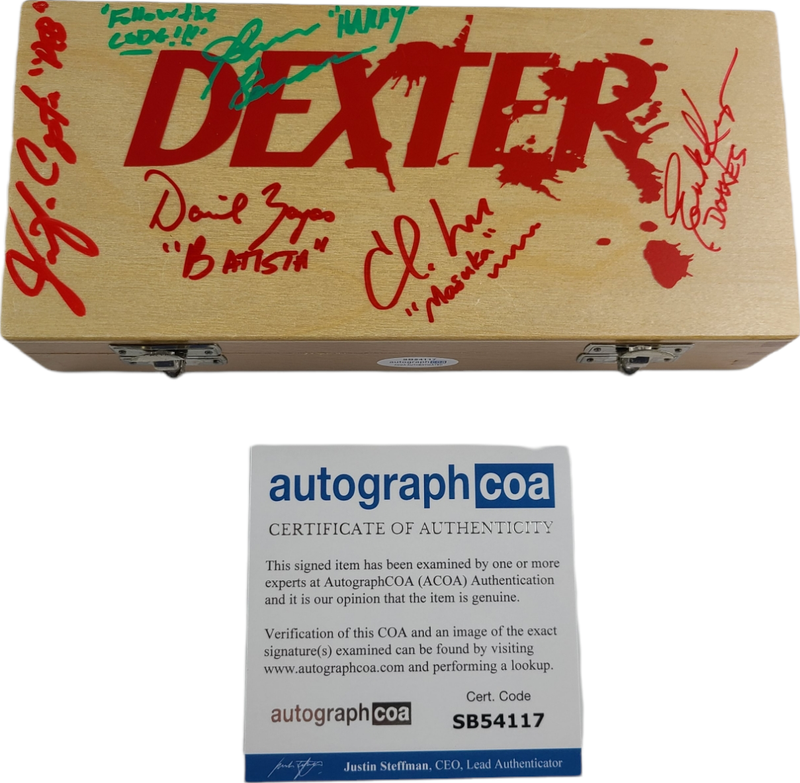 "Follow the
CODE!!!"
"HARRY"
DEXTER
"Deb"
David Zayas
"BATISTA"
"Masuka"
DOAKES
SB54117
autographcoa
autograph coa
CERTIFICATE OF AUTHENTICITY
This signed item has been examined by one or more
experts at AutographCOA (ACOA) Authentication
and it is our opinion that the item is genuine.
Verification of this COA and an image of the exact
signature(s) examined can be found by visiting
www.autographcoa.com and performing a lookup.
Cert. Code
autograph coa
SB54117
Justin Steffman, CEO, Lead Authenticator